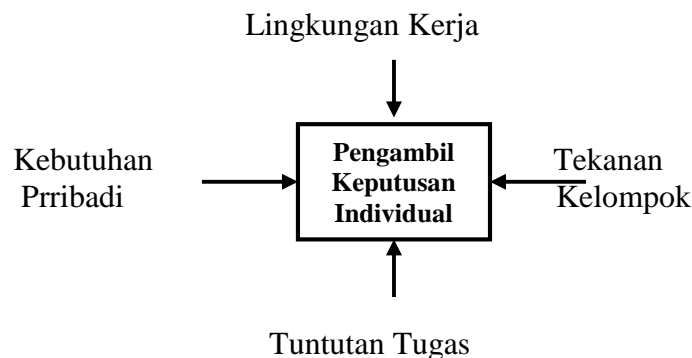 Lingkungan Kerja
Kebutuhan
Prribadi
Pengambil
Keputusan
Individual
Tekanan
Kelompok
Tuntutan Tugas